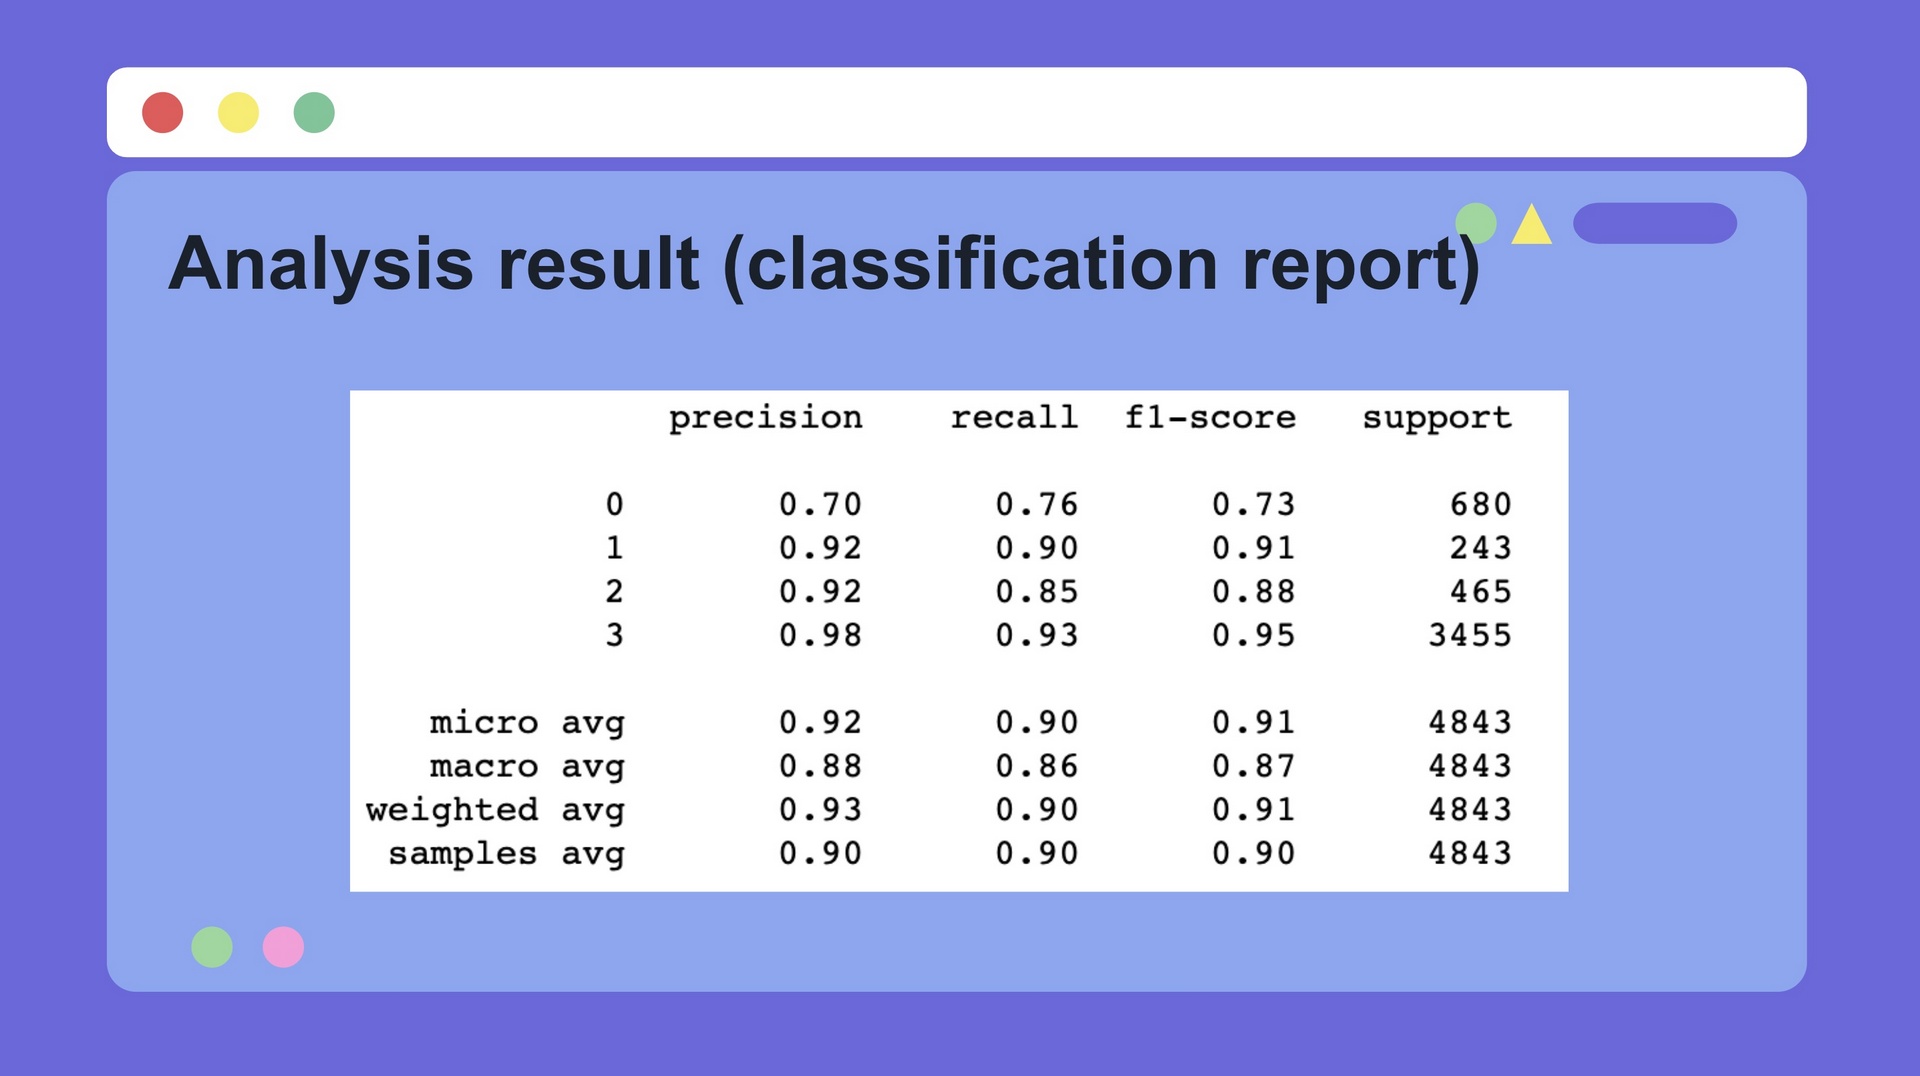 Analysis result (classification report)
precision recall f1-score support
0 0.70 0.76 0.73 680
1 0.92 0.90 0.91 243
2 0.92 0.85 0.88 465
3 0.98 0.93 0.95 3455
micro avg 0.92 0.90 0.91 4843
macro avg 0.88 0.86 0.87 4843
weighted avg 0.93 0.90 0.91 4843
samples avg 0.90 0.90 0.90 4843